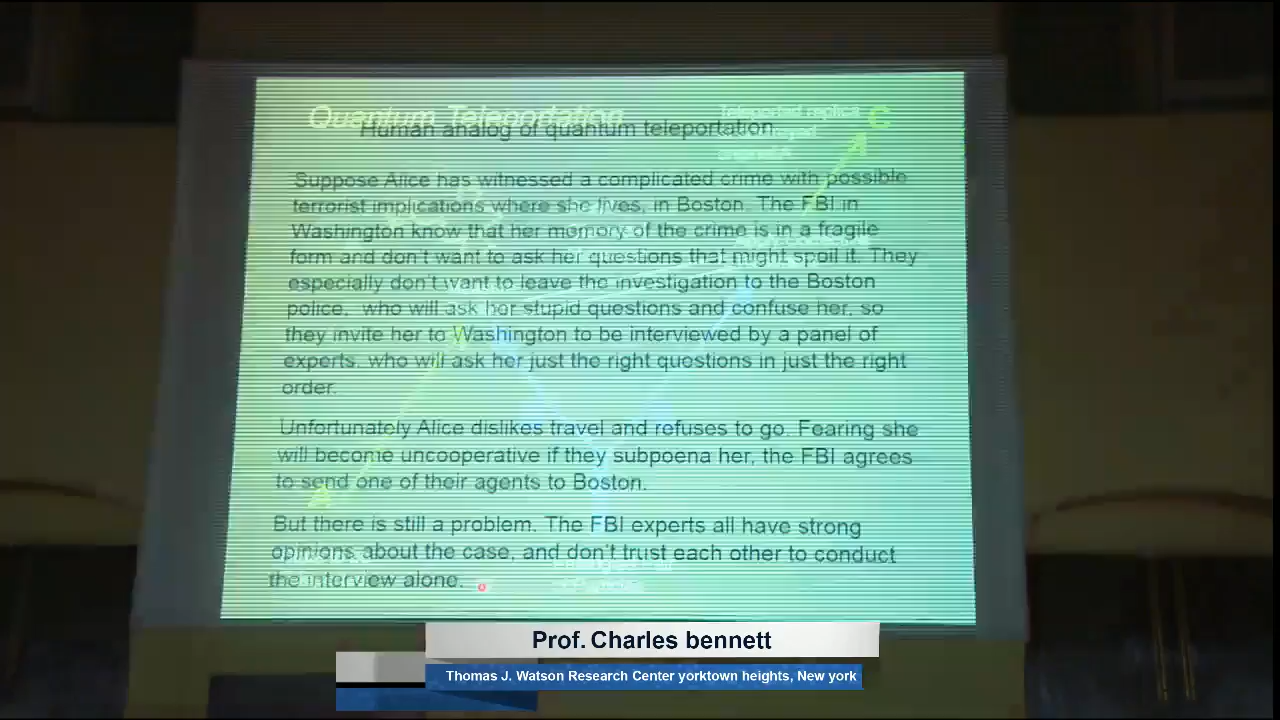 Quantum Teleportation
Human analog of quantum teleportation
Teleported replica
C
Suppose Alice has witnessed a complicated crime with possible
terrorist implications where she lives, in Boston. The FBI in
Washington know that her memory of the crime is in a fragile
form and don't want to ask her questions that might spoil it. They
especially don't want to leave the investigation to the Boston
police, who will ask her stupid questions and confuse her, so
they invite her to Washington to be interviewed by a panel of
experts, who will ask her just the right questions in just the right
order.
Unfortunately Alice dislikes travel and refuses to go. Fearing she
will become uncooperative if they subpoena her, the FBI agrees
to send one of their agents to Boston.
A
But there is still a problem. The FBI experts all have strong
opinions about the case, and don't trust each other to conduct
the interview alone.
Prof. Charles bennett
Thomas J. Watson Research Center yorktown heights, New york